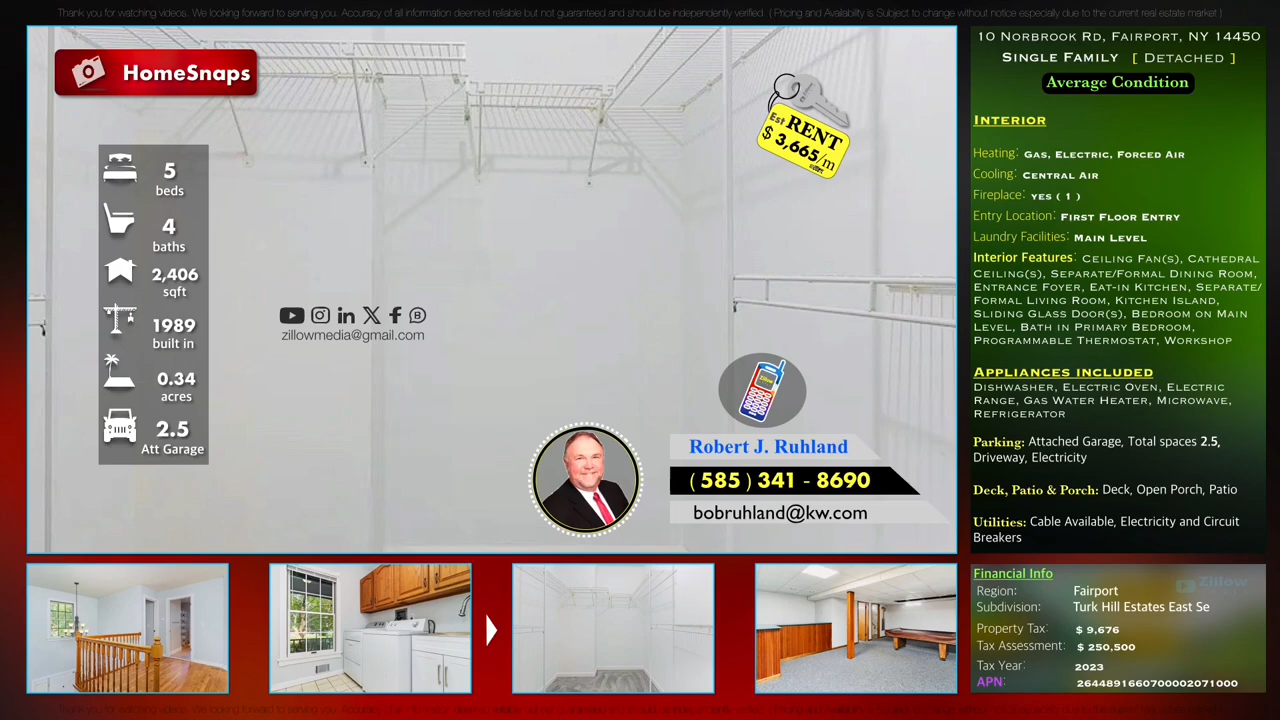 Thank you for watching videos. We looking forward to serving you. Accuracy of all information deemed reliable but not guaranteed and should be independently verified. ( Pricing and Availability is Subject to change without notice especially due to the current real estate market )
HomeSnaps
Est RENT
$ 3,665/m
5
beds
4
baths
2,406
sqft
1989
built in
0.34
acres
2.5
Att Garage
zillowmedia@gmail.com
Robert J. Ruhland
( 585 ) 341 - 8690
bobruhland@kw.com
10 Norbrook Rd, Fairport, NY 14450
Single Family [ Detached ]
Average Condition
Interior
Heating: Gas, Electric, Forced Air
Cooling: Central Air
Fireplace: yes ( 1 )
Entry Location: First Floor Entry
Laundry Facilities: Main Level
Interior Features: Ceiling Fan(s), Cathedral
Ceiling(s), Separate/Formal Dining Room,
Entrance Foyer, Eat-in Kitchen, Separate/
Formal Living Room, Kitchen Island,
Sliding Glass Door(s), Bedroom on Main
Level, Bath in Primary Bedroom,
Programmable Thermostat, Workshop
Appliances included
Dishwasher, Electric Oven, Electric
Range, Gas Water Heater, Microwave,
Refrigerator
Parking: Attached Garage, Total spaces 2.5,
Driveway, Electricity
Deck, Patio & Porch: Deck, Open Porch, Patio
Utilities: Cable Available, Electricity and Circuit
Breakers
Financial Info
Zillow
Region: Fairport
Subdivision: Turk Hill Estates East Se
Property Tax: $ 9,676
Tax Assessment: $ 250,500
Tax Year: 2023
APN: 26448916607000020710​00